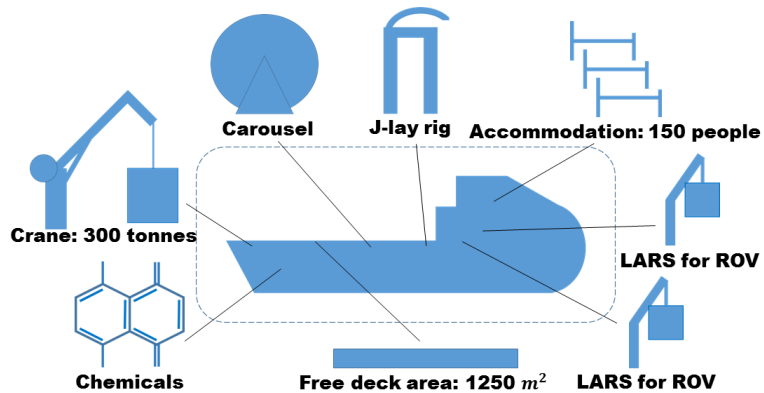 Carousel
J-lay rig
Accommodation: 150 people
Crane: 300 tonnes
LARS for ROV
Chemicals
Free deck area: 1250 m²
LARS for ROV